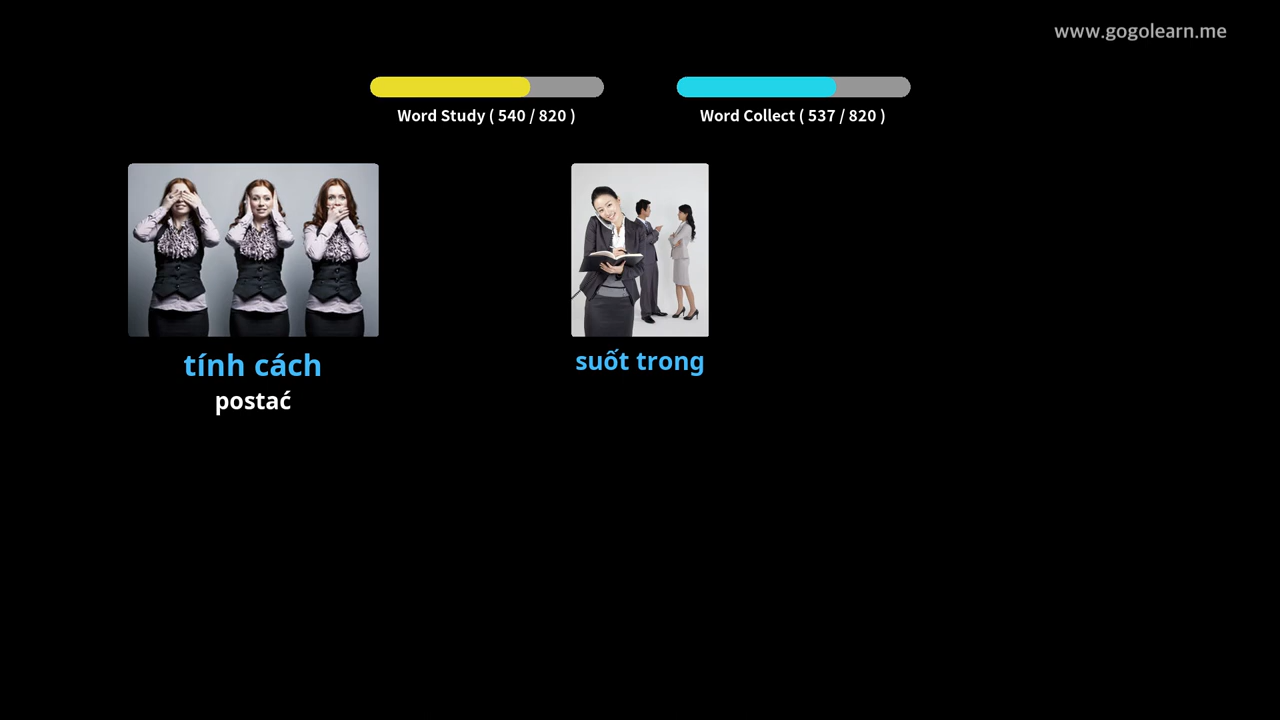 www.gogolearn.me
Word Study ( 540 / 820 )
Word Collect ( 537 / 820 )
tính cách
postać
suốt trong